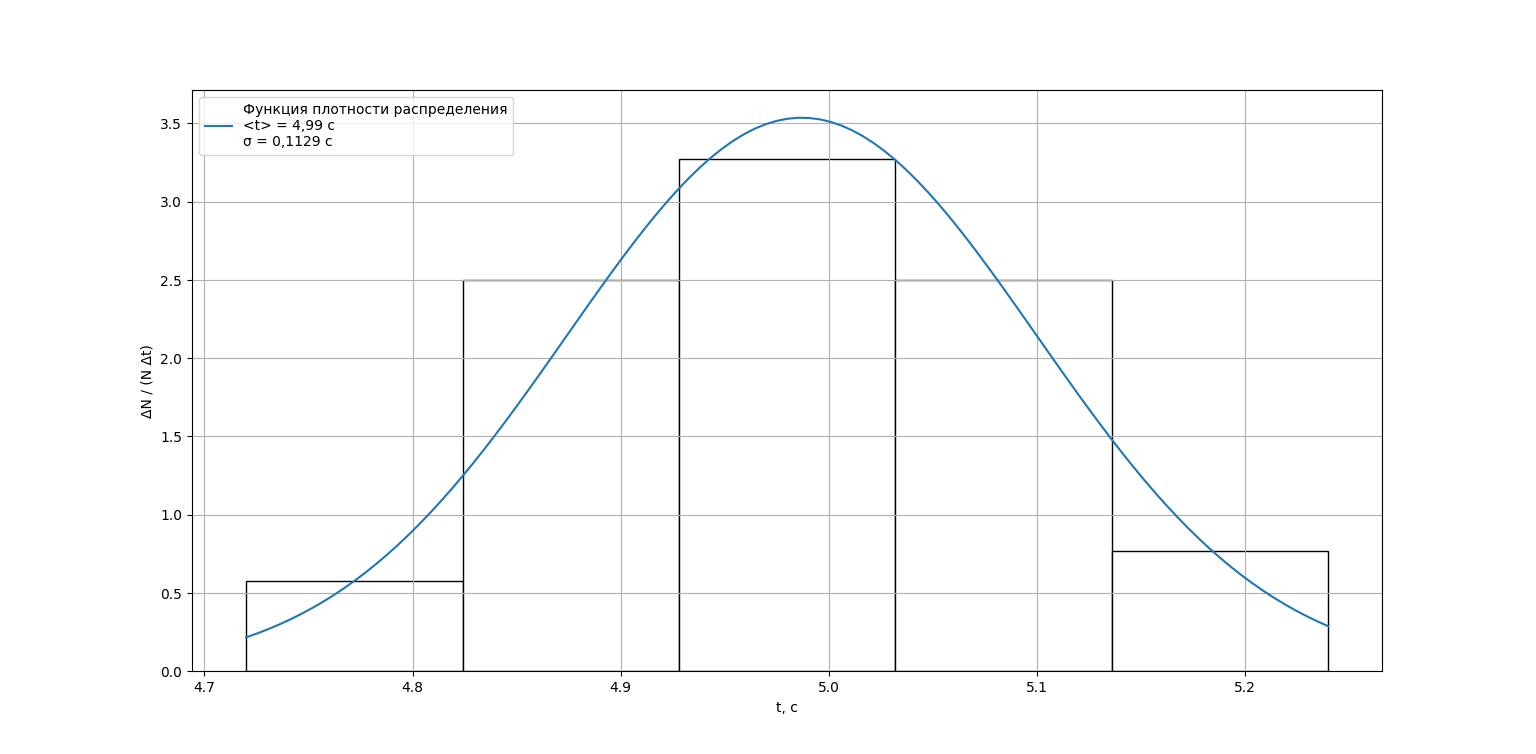 Функция плотности распределения
<t> = 4,99 с
σ = 0,1129 с
ΔN / (N Δt)
3.5
3.0
2.5
2.0
1.5
1.0
0.5
0.0
4.7 4.8 4.9 5.0 5.1 5.2
t, с